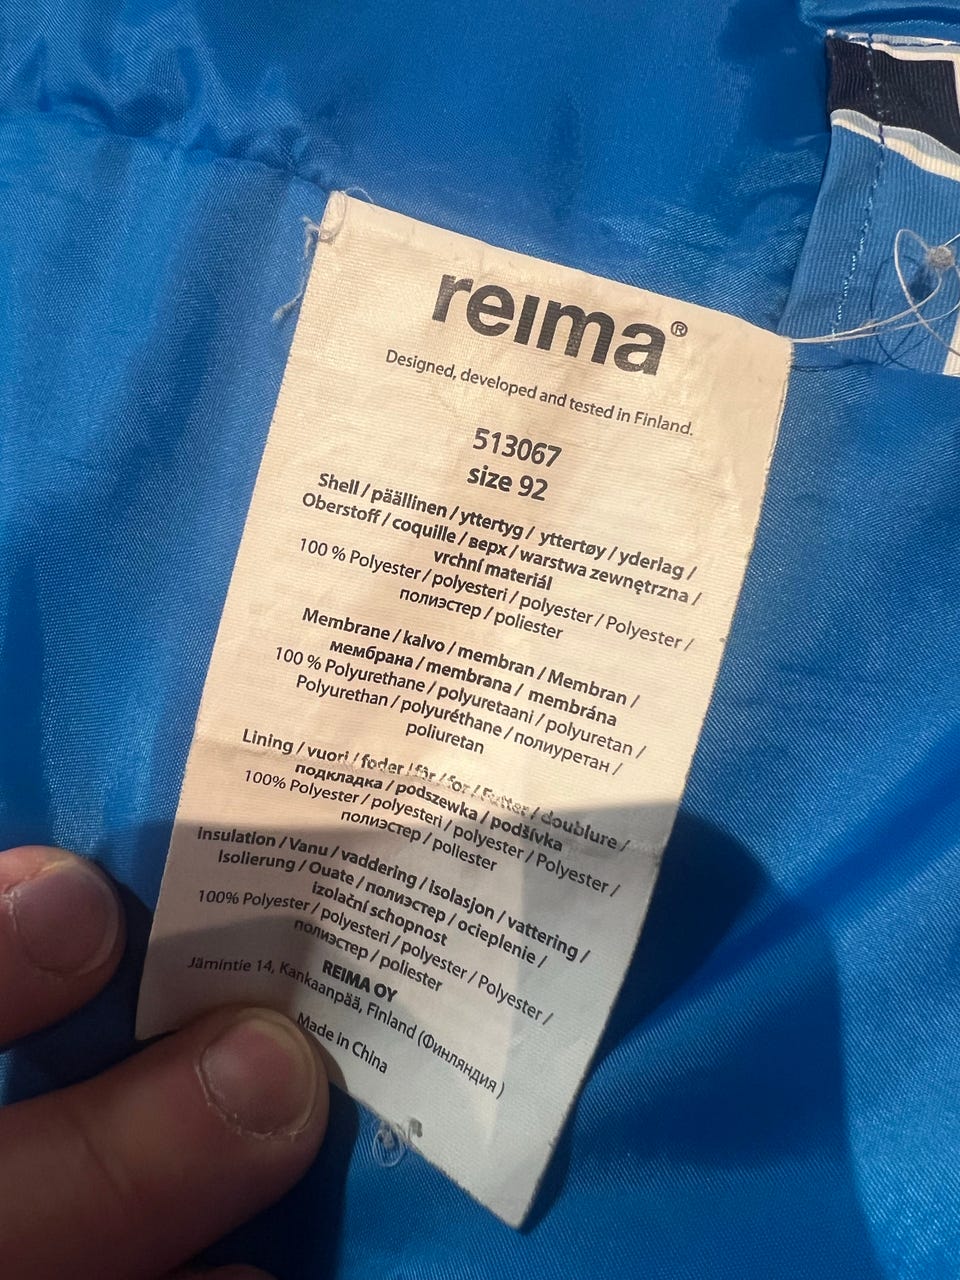 reima®
Designed, developed and tested in Finland.
513067
size 92
Shell / päällinen / yttertyg / yttertøy / yderlag /
Oberstoff / coquille / верх / warstwa zewnętrzna /
vrchní materiál
100 % Polyester / polyesteri / polyester / Polyester /
полиэстер / poliester
Membrane / kalvo / membran / Membran /
мембрана / membrana / membrána
100 % Polyurethane / polyuretaani / polyuretan /
Polyurethan / polyuréthane / полиуретан /
poliuretan
Lining / vuori / foder / fôr / for / Futter / doublure /
подкладка / podszewka / podšívka
100% Polyester / polyesteri / polyester / Polyester /
полиэстер / poliester
Insulation / Vanu / vaddering / isolasjon / vattering /
Isolierung / Ouate / полиэстер / ocieplenie /
izolační schopnost
100% Polyester / polyesteri / polyester / Polyester /
полиэстер / poliester
REIMA OY
Jämintie 14, Kankaanpää, Finland (Финляндия)
Made in China